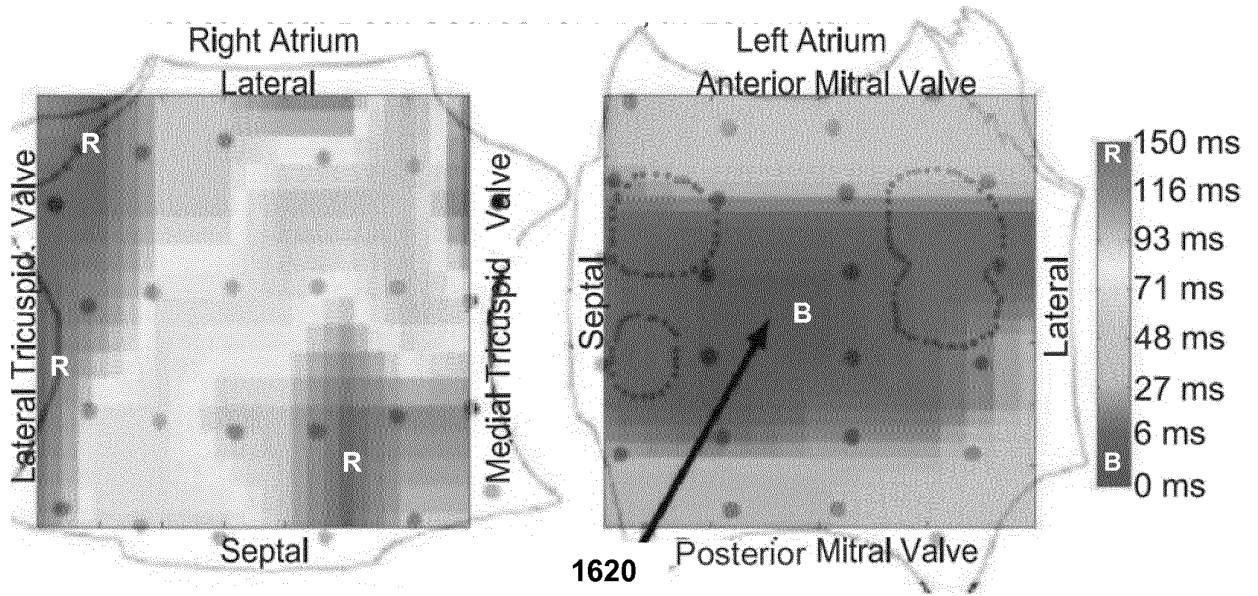 Right Atrium
Lateral
Lateral Tricuspid Valve
Medial Tricuspid Valve
Septal
R
R
R
Left Atrium
Anterior Mitral Valve
Septal
Lateral
B
Posterior Mitral Valve
1620
R
B
150 ms
116 ms
93 ms
71 ms
48 ms
27 ms
6 ms
0 ms